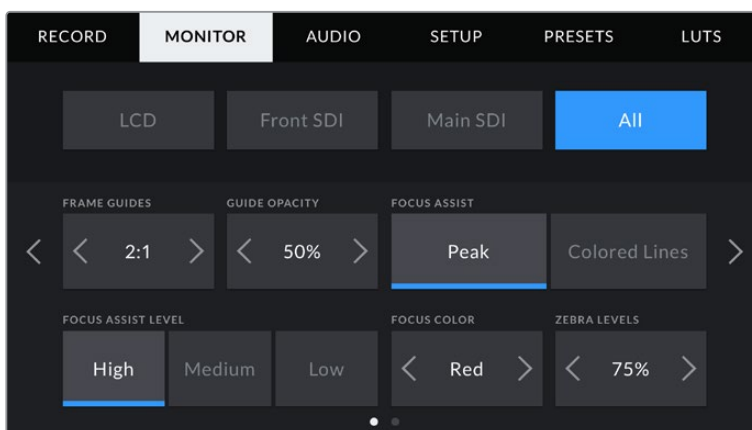 RECORD MONITOR AUDIO SETUP PRESETS LUTS
LCD Front SDI Main SDI All
FRAME GUIDES GUIDE OPACITY FOCUS ASSIST
2:1 50% Peak Colored Lines
FOCUS ASSIST LEVEL FOCUS COLOR ZEBRA LEVELS
High Medium Low Red 75%